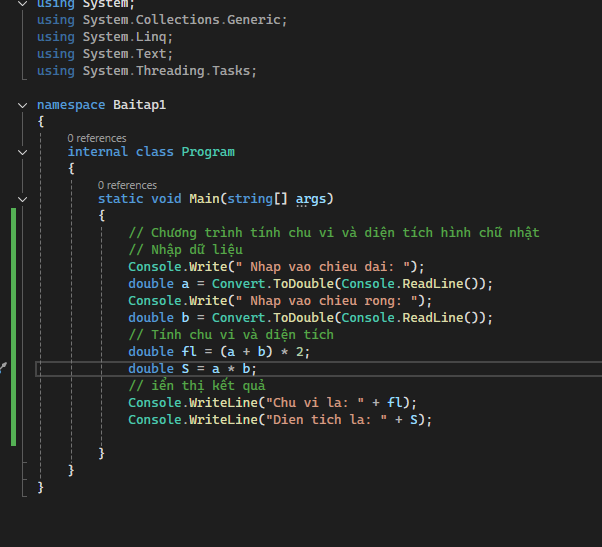 using System;
using System.Collections.Generic;
using System.Linq;
using System.Text;
using System.Threading.Tasks;
namespace Baitap1
{
0 references
internal class Program
{
0 references
static void Main(string[] args)
{
// Chương trình tính chu vi và diện tích hình chữ nhật
// Nhập dữ liệu
Console.Write(" Nhap vao chieu dai: ");
double a = Convert.ToDouble(Console.ReadLine());
Console.Write(" Nhap vao chieu rong: ");
double b = Convert.ToDouble(Console.ReadLine());
// Tính chu vi và diện tích
double fl = (a + b) * 2;
double S = a * b;
// iển thị kết quả
Console.WriteLine("Chu vi la: " + fl);
Console.WriteLine("Dien tich la: " + S);
}
}
}